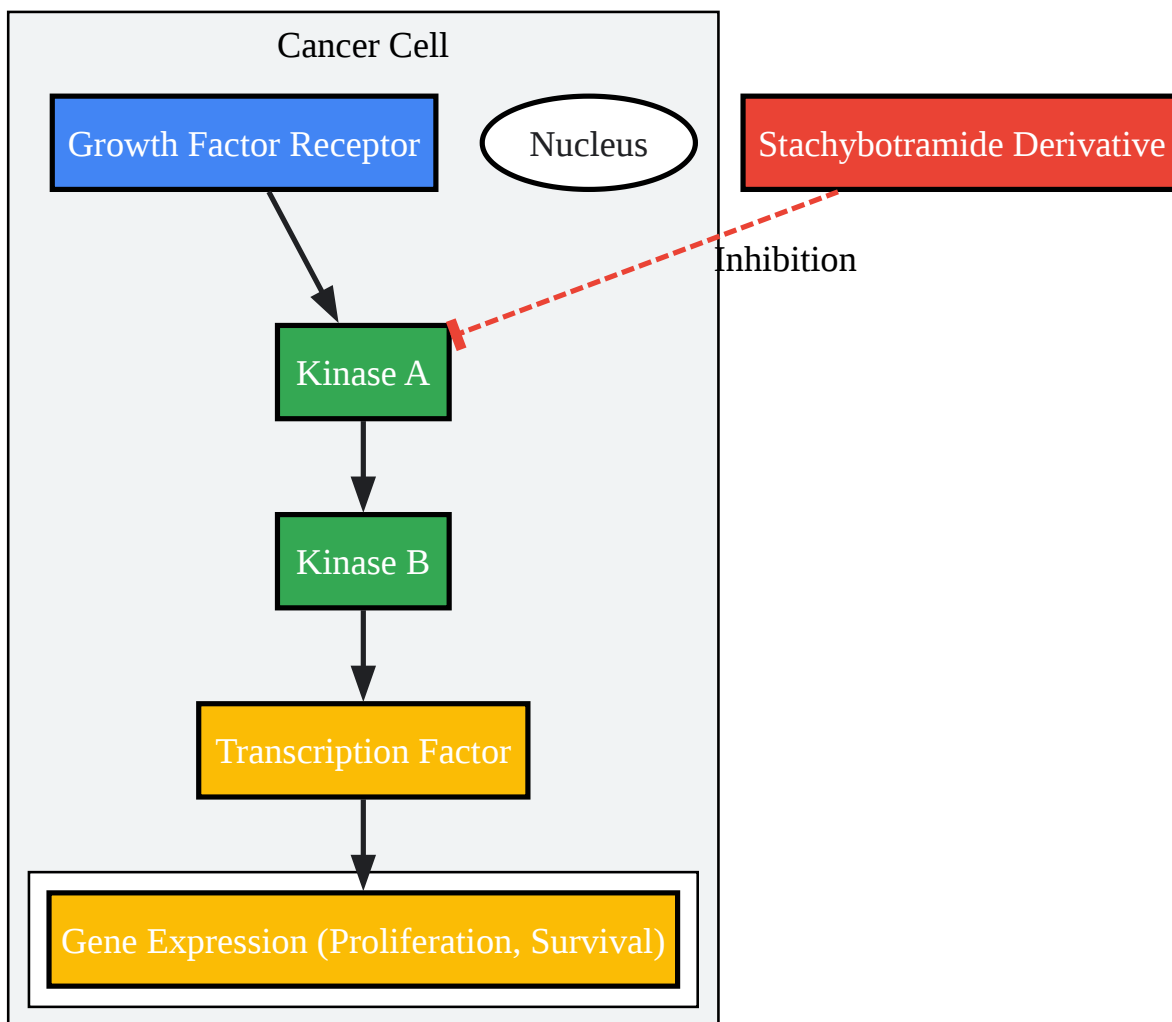 Cancer Cell
Growth Factor Receptor
Nucleus
Stachybotramide Derivative
Inhibition
Kinase A
Kinase B
Transcription Factor
Gene Expression (Proliferation, Survival)